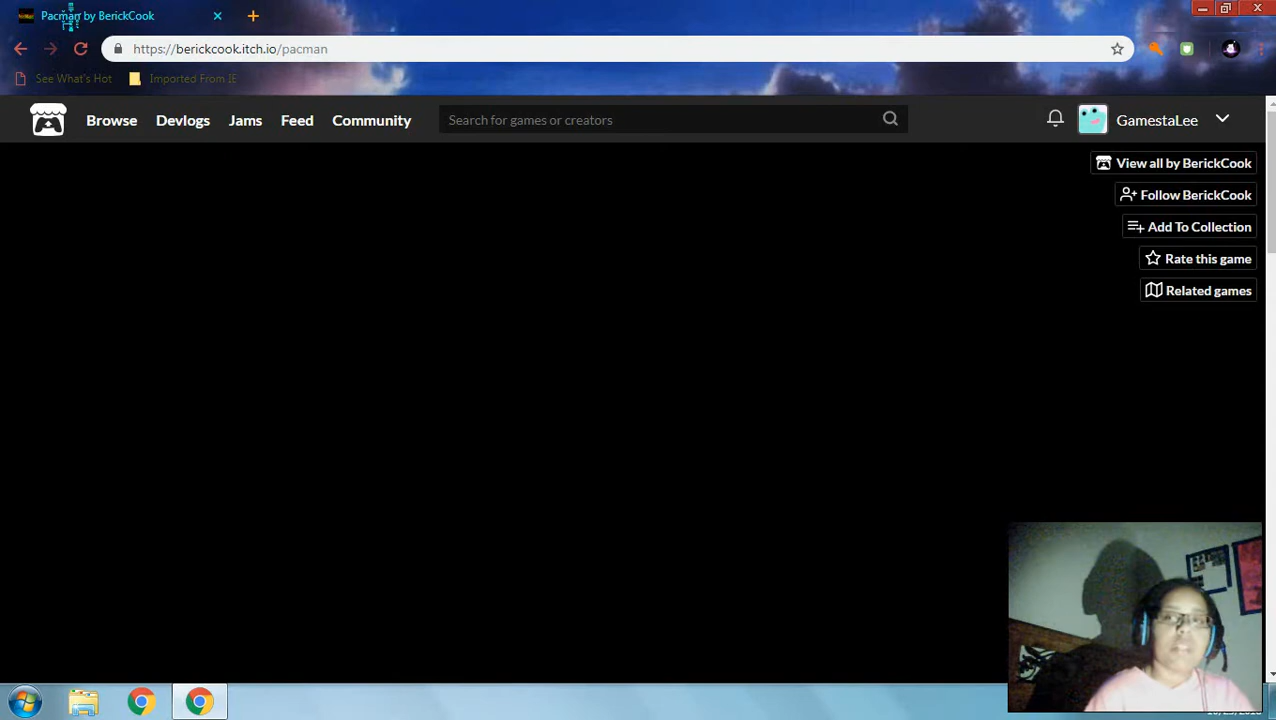 Pacman by BerickCook
https://berickcook.itch.io/pacman
See What's Hot
Imported From IE
Browse
Devlogs
Jams
Feed
Community
Search for games or creators
GamestaLee
View all by BerickCook
Follow BerickCook
Add To Collection
Rate this game
Related games